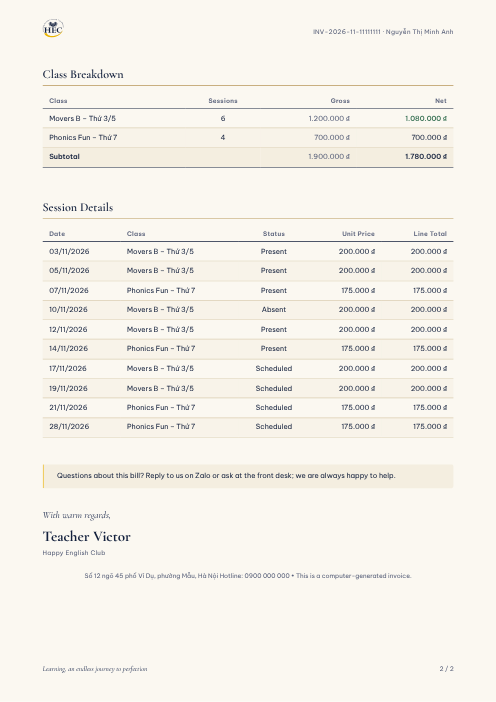 HEC
INV-2026-11-11111111 · Nguyễn Thị Minh Anh
Class Breakdown
Class Sessions Gross Net
Movers B – Thứ 3/5 6 1.200.000 ₫ 1.080.000 ₫
Phonics Fun – Thứ 7 4 700.000 ₫ 700.000 ₫
Subtotal 1.900.000 ₫ 1.780.000 ₫
Session Details
Date Class Status Unit Price Line Total
03/11/2026 Movers B – Thứ 3/5 Present 200.000 ₫ 200.000 ₫
05/11/2026 Movers B – Thứ 3/5 Present 200.000 ₫ 200.000 ₫
07/11/2026 Phonics Fun – Thứ 7 Present 175.000 ₫ 175.000 ₫
10/11/2026 Movers B – Thứ 3/5 Absent 200.000 ₫ 200.000 ₫
12/11/2026 Movers B – Thứ 3/5 Present 200.000 ₫ 200.000 ₫
14/11/2026 Phonics Fun – Thứ 7 Present 175.000 ₫ 175.000 ₫
17/11/2026 Movers B – Thứ 3/5 Scheduled 200.000 ₫ 200.000 ₫
19/11/2026 Movers B – Thứ 3/5 Scheduled 200.000 ₫ 200.000 ₫
21/11/2026 Phonics Fun – Thứ 7 Scheduled 175.000 ₫ 175.000 ₫
28/11/2026 Phonics Fun – Thứ 7 Scheduled 175.000 ₫ 175.000 ₫
Questions about this bill? Reply to us on Zalo or ask at the front desk; we are always happy to help.
With warm regards,
Teacher Victor
Happy English Club
Số 12 ngõ 45 phố Ví Dụ, phường Mẫu, Hà Nội Hotline: 0900 000 000 • This is a computer-generated invoice.
Learning, an endless journey to perfection
2 / 2